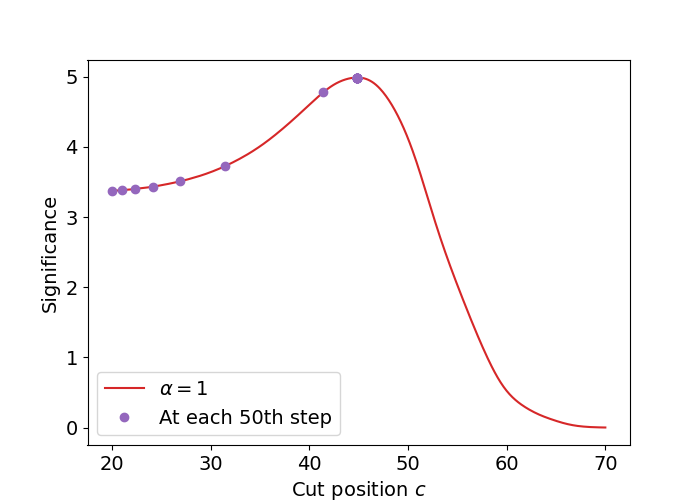 5
4
3
2
1
0
Significance
α = 1
At each 50th step
20 30 40 50 60 70
Cut position c